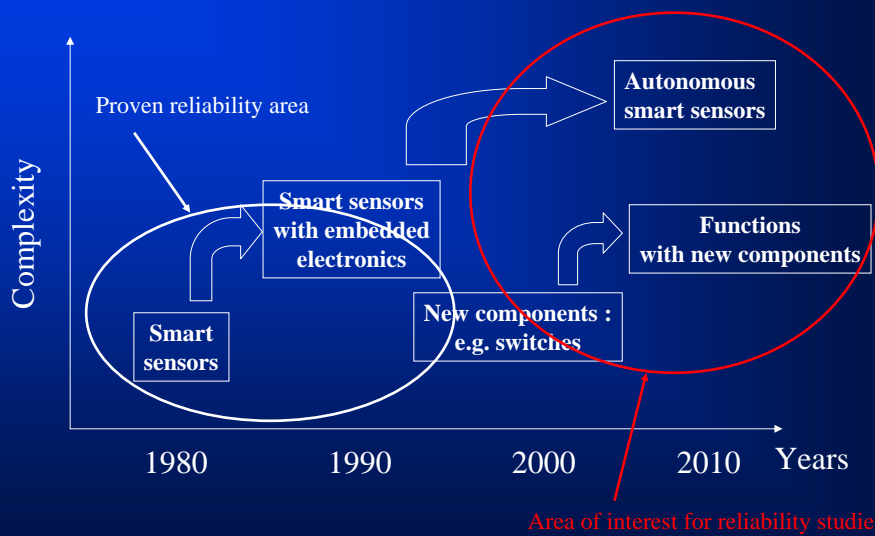 Autonomous
smart sensors
Proven reliability area
Complexity
Smart sensors
with embedded
electronics
Functions
with new components
New components :
e.g. switches
Smart
sensors
1980
1990
2000
2010
Years
Area of interest for reliability studie